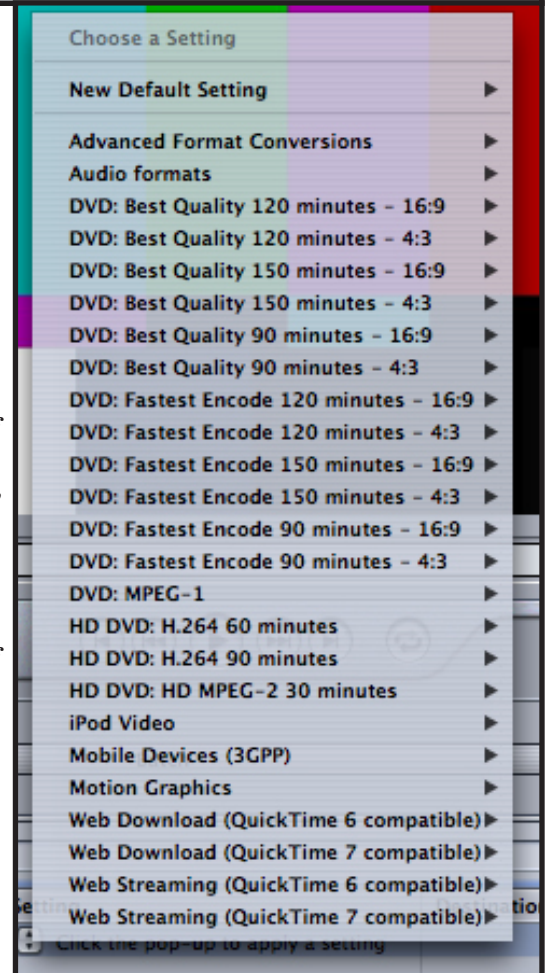 Choose a Setting
New Default Setting
Advanced Format Conversions
Audio formats
DVD: Best Quality 120 minutes – 16:9
DVD: Best Quality 120 minutes – 4:3
DVD: Best Quality 150 minutes – 16:9
DVD: Best Quality 150 minutes – 4:3
DVD: Best Quality 90 minutes – 16:9
DVD: Best Quality 90 minutes – 4:3
DVD: Fastest Encode 120 minutes – 16:9
DVD: Fastest Encode 120 minutes – 4:3
DVD: Fastest Encode 150 minutes – 16:9
DVD: Fastest Encode 150 minutes – 4:3
DVD: Fastest Encode 90 minutes – 16:9
DVD: Fastest Encode 90 minutes – 4:3
DVD: MPEG-1
HD DVD: H.264 60 minutes
HD DVD: H.264 90 minutes
HD DVD: HD MPEG-2 30 minutes
iPod Video
Mobile Devices (3GPP)
Motion Graphics
Web Download (QuickTime 6 compatible)
Web Download (QuickTime 7 compatible)
Web Streaming (QuickTime 6 compatible)
Web Streaming (QuickTime 7 compatible)
Click the pop-up to apply a setting